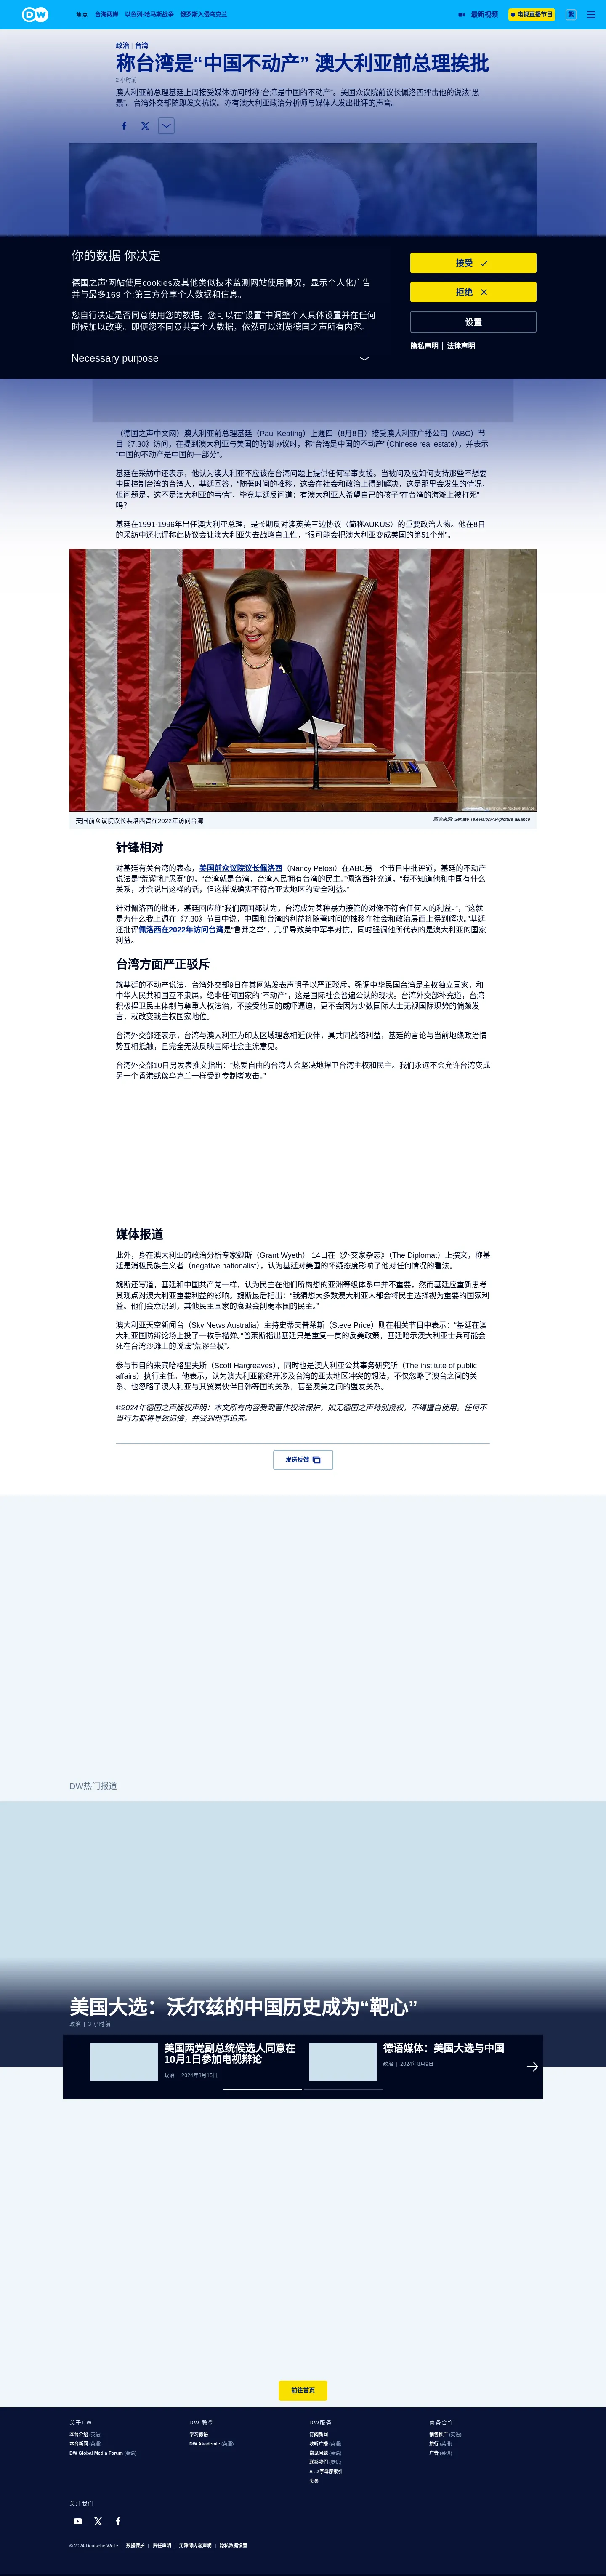 DW
焦点 台海两岸 以色列-哈马斯战争 俄罗斯入侵乌克兰
最新视频
电视直播节目
繁
政治 | 台湾
称台湾是“中国不动产” 澳大利亚前总理挨批
2 小时前
澳大利亚前总理基廷上周接受媒体访问时称“台湾是中国的不动产”。美国众议院前议长佩洛西抨击他的说法“愚
蠢”。台湾外交部随即发文抗议。亦有澳大利亚政治分析师与媒体人发出批评的声音。
你的数据 你决定
德国之声'网站使用cookies及其他类似技术监测网站使用情况，显示个人化广告
并与最多169 个;第三方分享个人数据和信息。
您自行决定是否同意使用您的数据。您可以在“设置”中调整个人具体设置并在任何
时候加以改变。即便您不同意共享个人数据，依然可以浏览德国之声所有内容。
Necessary purpose
接受
拒绝
设置
隐私声明 | 法律声明
（德国之声中文网）澳大利亚前总理基廷（Paul Keating）上週四（8月8日）接受澳大利亚广播公司（ABC）节
目《7.30》访问，在提到澳大利亚与美国的防御协议时，称“台湾是中国的不动产”（Chinese real estate），并表示
“中国的不动产是中国的一部分”。
基廷在采訪中还表示，他认为澳大利亚不应该在台湾问题上提供任何军事支援。当被问及应如何支持那些不想要
中国控制台湾的台湾人，基廷回答，“随著时间的推移，这会在社会和政治上得到解决，这是那里会发生的情况，
但问题是，这不是澳大利亚的事情”，毕竟基廷反问道：有大澳利亚人希望自己的孩子“在台湾的海滩上被打死”
吗？
基廷在1991-1996年出任澳大利亚总理，是长期反对澳英美三边协议（简称AUKUS）的重要政治人物。他在8日
的采訪中还批评称此协议会让澳大利亚失去战略自主性，“很可能会把澳大利亚变成美国的第51个州”。
美国前众议院议长裴洛西曾在2022年访问台湾
图像来源: Senate Television/AP/picture alliance
针锋相对
对基廷有关台湾的表态，美国前众议院议长佩洛西（Nancy Pelosi）在ABC另一个节目中批评道，基廷的不动产
说法是“荒谬”和“愚蠢”的，“台湾就是台湾，台湾人民拥有台湾的民主。”佩洛西补充道，“我不知道他和中国有什么
关系，才会说出这样的话，但这样说确实不符合亚太地区的安全利益。”
针对佩洛西的批评，基廷回应称“我们两国都认为，台湾成为某种暴力接管的对像不符合任何人的利益。”，“这就
是为什么我上週在《7.30》节目中说，中国和台湾的利益将随著时间的推移在社会和政治层面上得到解决。”基廷
还批评佩洛西在2022年访问台湾是“鲁莽之举”，几乎导致美中军事对抗，同时强调他所代表的是澳大利亚的国家
利益。
台湾方面严正驳斥
就基廷的不动产说法，台湾外交部9日在其网站发表声明予以严正驳斥，强调中华民国台湾是主权独立国家，和
中华人民共和国互不隶属，绝非任何国家的“不动产”，这是国际社会普遍公认的现状。台湾外交部补充道，台湾
积极捍卫民主体制与尊重人权法治，不接受他国的威吓逼迫，更不会因为少数国际人士无视国际现势的偏颇发
言，就改变我主权国家地位。
台湾外交部还表示，台湾与澳大利亚为印太区域理念相近伙伴，具共同战略利益，基廷的言论与当前地缘政治情
势互相抵触，且完全无法反映国际社会主流意见。
台湾外交部10日另发表推文指出：“热爱自由的台湾人会坚决地捍卫台湾主权和民主。我们永远不会允许台湾变成
另一个香港或像乌克兰一样受到专制者攻击。”
媒体报道
此外，身在澳大利亚的政治分析专家魏斯（Grant Wyeth） 14日在《外交家杂志》（The Diplomat）上撰文，称基
廷是消极民族主义者（negative nationalist），认为基廷对美国的怀疑态度影响了他对任何情况的看法。
魏斯还写道，基廷和中国共产党一样，认为民主在他们所构想的亚洲等级体系中并不重要，然而基廷应重新思考
其观点对澳大利亚重要利益的影响。魏斯最后指出：“我猜想大多数澳大利亚人都会将民主选择视为重要的国家利
益。他们会意识到，其他民主国家的衰退会削弱本国的民主。”
澳大利亚天空新闻台（Sky News Australia）主持史蒂夫普莱斯（Steve Price）则在相关节目中表示：“基廷在澳
大利亚国防辩论场上投了一枚手榴弹。”普莱斯指出基廷只是重复一贯的反美政策，基廷暗示澳大利亚士兵可能会
死在台湾沙滩上的说法“荒谬至极”。
参与节目的来宾哈格里夫斯（Scott Hargreaves），同时也是澳大利亚公共事务研究所（The institute of public
affairs）执行主任。他表示，认为澳大利亚能避开涉及台湾的亚太地区冲突的想法，不仅忽略了澳台之间的关
系、也忽略了澳大利亚与其贸易伙伴日韩等国的关系，甚至澳美之间的盟友关系。
©2024年德国之声版权声明：本文所有内容受到著作权法保护，如无德国之声特别授权，不得擅自使用。任何不
当行为都将导致追偿，并受到刑事追究。
发送反馈
DW热门报道
美国大选：沃尔兹的中国历史成为“靶心”
政治 | 3 小时前
美国两党副总统候选人同意在
10月1日参加电视辩论
政治 | 2024年8月15日
德语媒体：美国大选与中国
政治 | 2024年8月9日
前往首页
关于DW
本台介绍 (英语)
本台新闻 (英语)
DW Global Media Forum (英语)
DW 教學
学习德语
DW Akademie (英语)
DW服务
订阅新闻
收听广播 (英语)
常见问题 (英语)
联系我们 (英语)
A - Z字母序索引
头条
商务合作
销售推广 (英语)
旅行 (英语)
广告 (英语)
关注我们
© 2024 Deutsche Welle | 数据保护 | 责任声明 | 无障碍内容声明 | 隐私数据设置